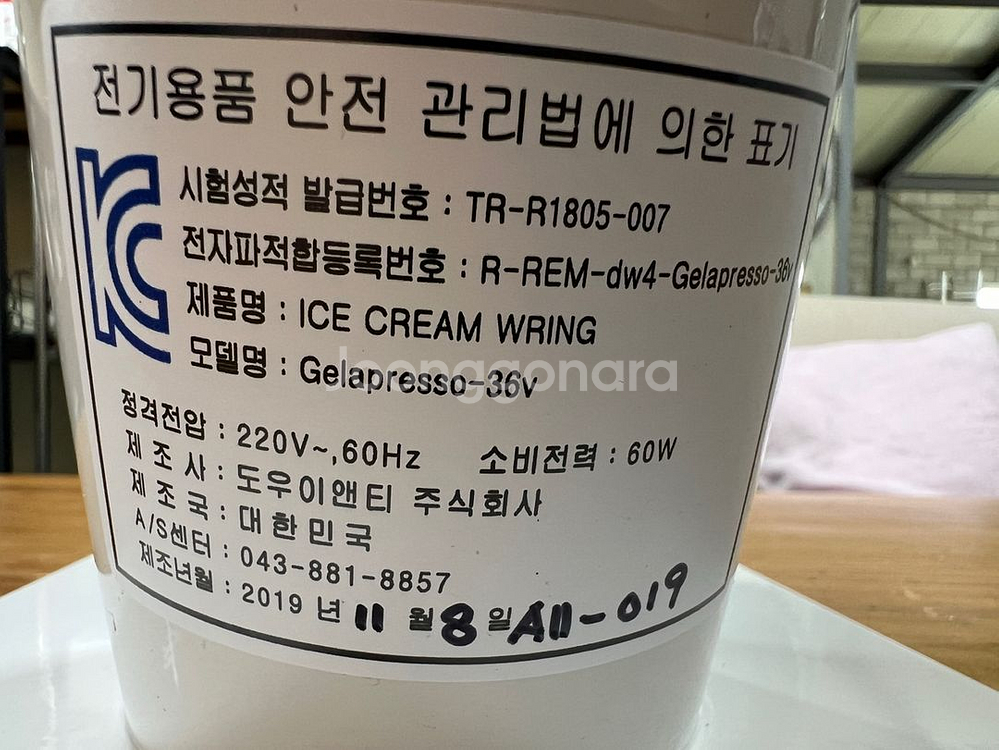 전기용품 안전 관리법에 의한 표기
KC
시험성적 발급번호 : TR-R1805-007
전자파적합등록번호 : R-REM-dw4-Gelapresso-36v
제품명 : ICE CREAM WRING
모델명 : Gelapresso-36v
joonggonara
정격전압 : 220V~,60Hz 소비전력 : 60W
제 조 사 : 도우이앤티 주식회사
제 조 국 : 대한민국
A/S센터 : 043-881-8857
제조년월 : 2019 년 11 월 8 일 A11-019